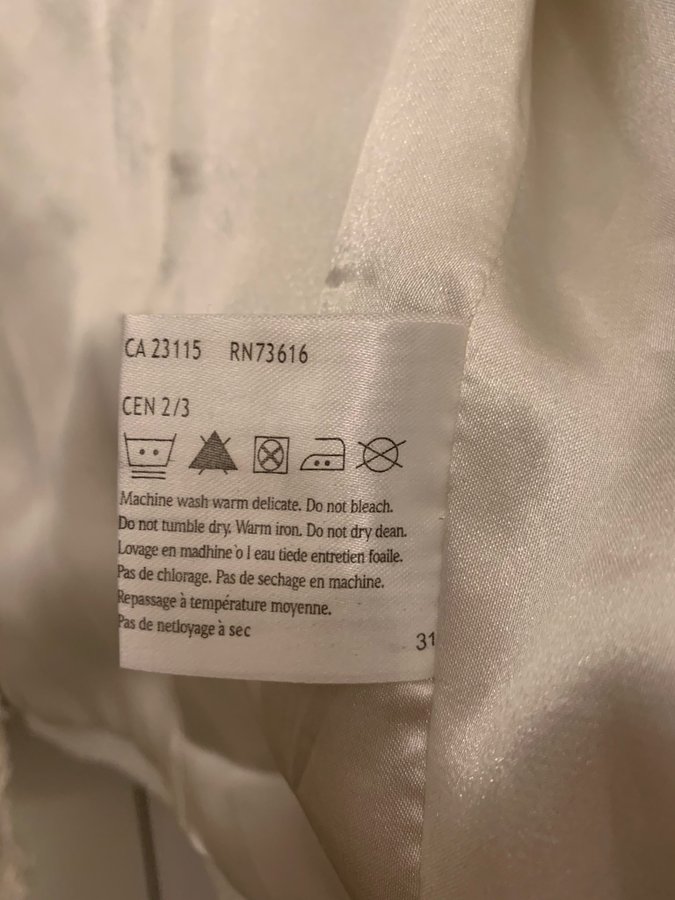 CA 23115 RN73616
CEN 2/3
Machine wash warm delicate. Do not bleach.
Do not tumble dry. Warm iron. Do not dry dean.
Lovage en madhine o l eau tiede entretien foaile.
Pas de chlorage. Pas de sechage en machine.
Repassage à température moyenne.
Pas de netloyage à sec
31